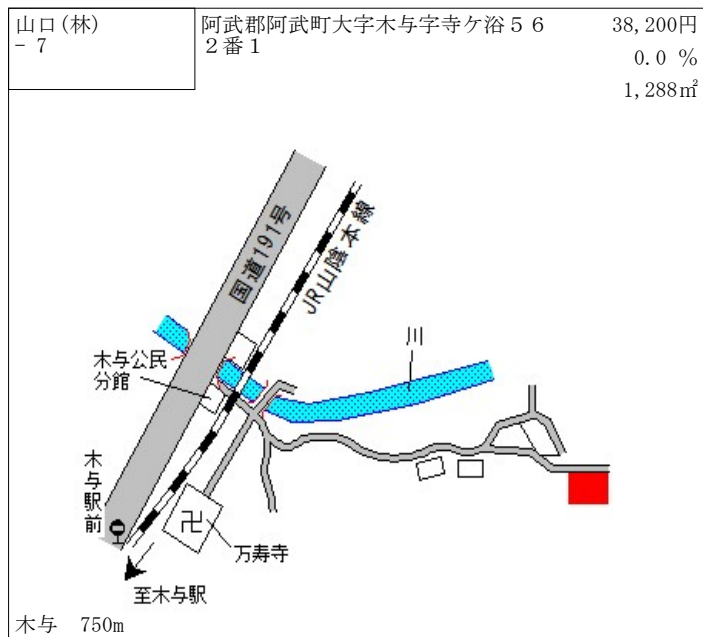 山口(林)
- 7
阿武郡阿武町大字木与字寺ケ浴５６
２番１
38,200円
0.0 %
1,288㎡
国道191号
JR山陰本線
川
木与公民
分館
木与駅前
卍
万寿寺
至木与駅
木与　750m